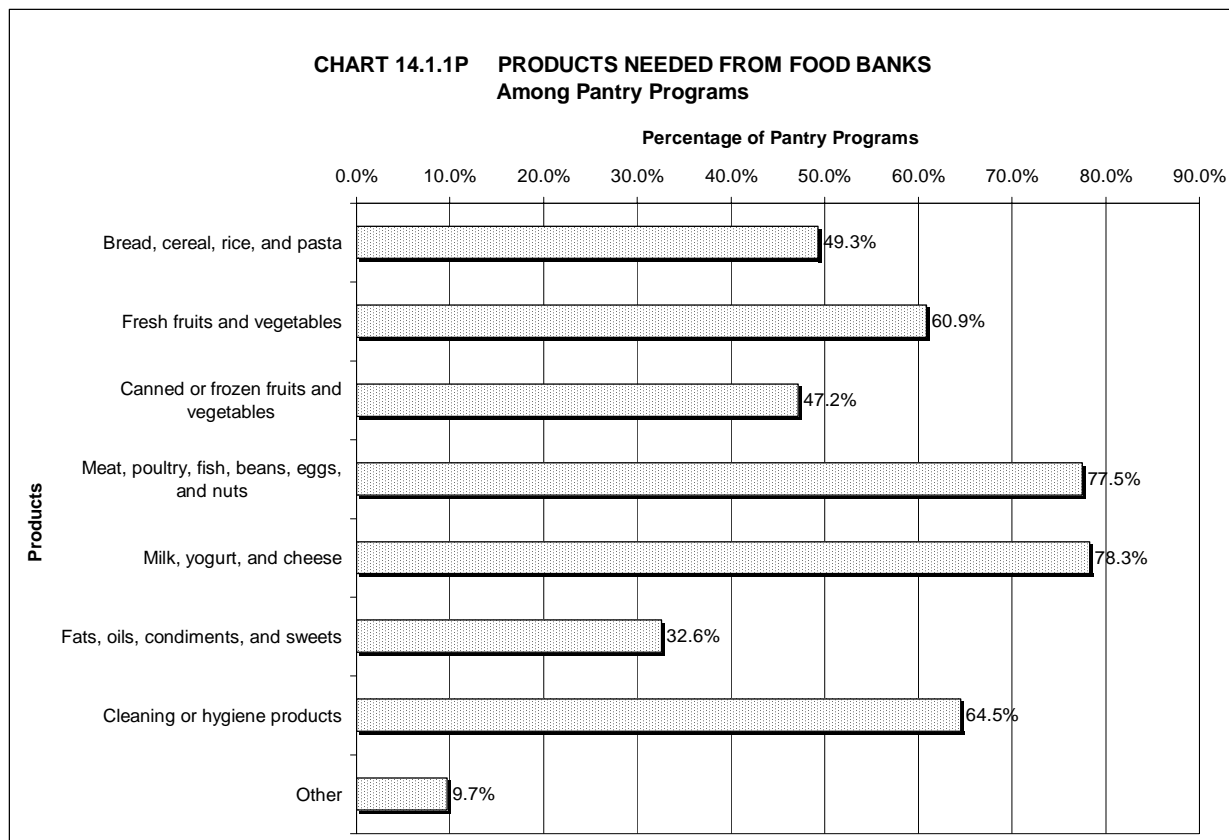 CHART 14.1.1P PRODUCTS NEEDED FROM FOOD BANKS
Among Pantry Programs
Percentage of Pantry Programs
0.0% 10.0% 20.0% 30.0% 40.0% 50.0% 60.0% 70.0% 80.0% 90.0%
Products
Bread, cereal, rice, and pasta
49.3%
Fresh fruits and vegetables
60.9%
Canned or frozen fruits and
vegetables
47.2%
Meat, poultry, fish, beans, eggs,
and nuts
77.5%
Milk, yogurt, and cheese
78.3%
Fats, oils, condiments, and sweets
32.6%
Cleaning or hygiene products
64.5%
Other
9.7%